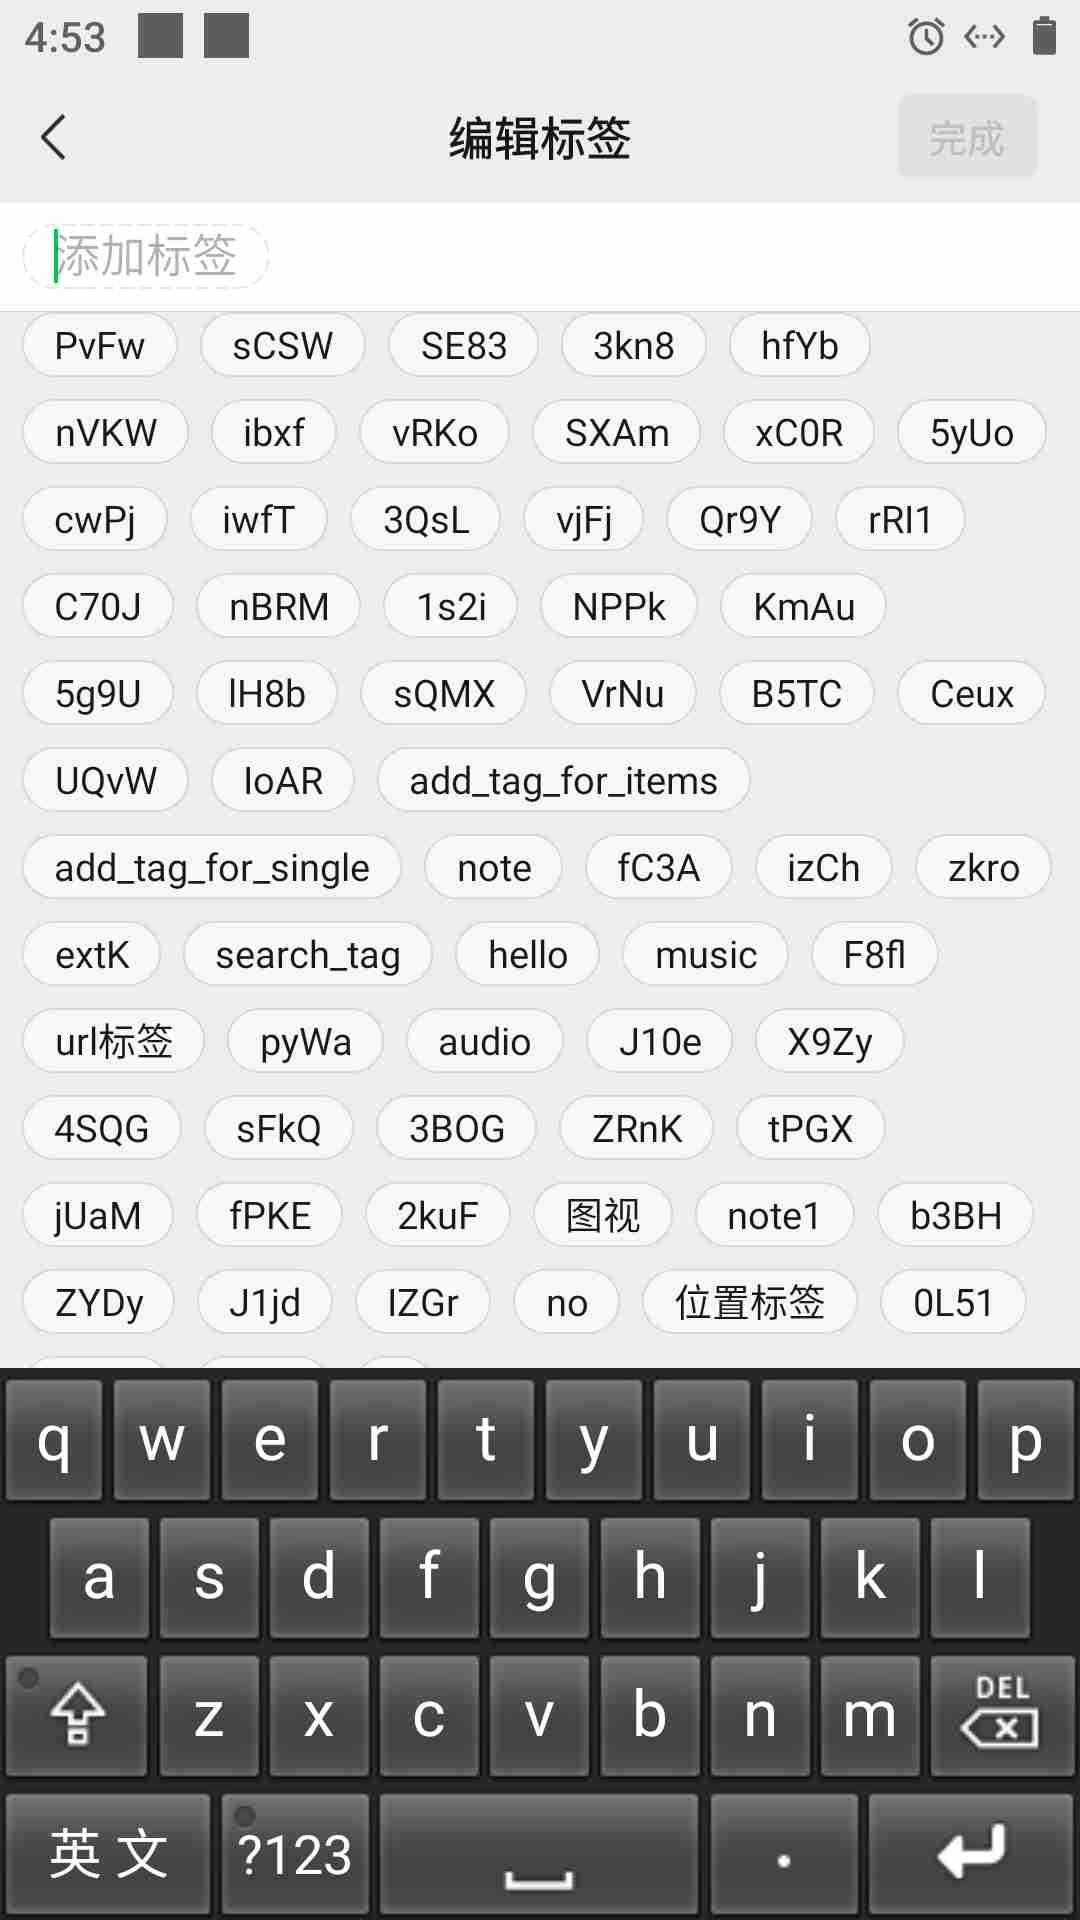 4:53
编辑标签 完成
添加标签
PvFw sCSW SE83 3kn8 hfYb
nVKW ibxf vRKo SXAm xC0R 5yUo
cwPj iwfT 3QsL vjFj Qr9Y rRl1
C70J nBRM 1s2i NPPk KmAu
5g9U lH8b sQMX VrNu B5TC Ceux
UQvW IoAR add_tag_for_items
add_tag_for_single note fC3A izCh zkro
extK search_tag hello music F8fl
url标签 pyWa audio J10e X9Zy
4SQG sFkQ 3BOG ZRnK tPGX
jUaM fPKE 2kuF 图视 note1 b3BH
ZYDy J1jd IZGr no 位置标签 0L51
q w e r t y u i o p
a s d f g h j k l
z x c v b n m DEL
英文 ?123 .